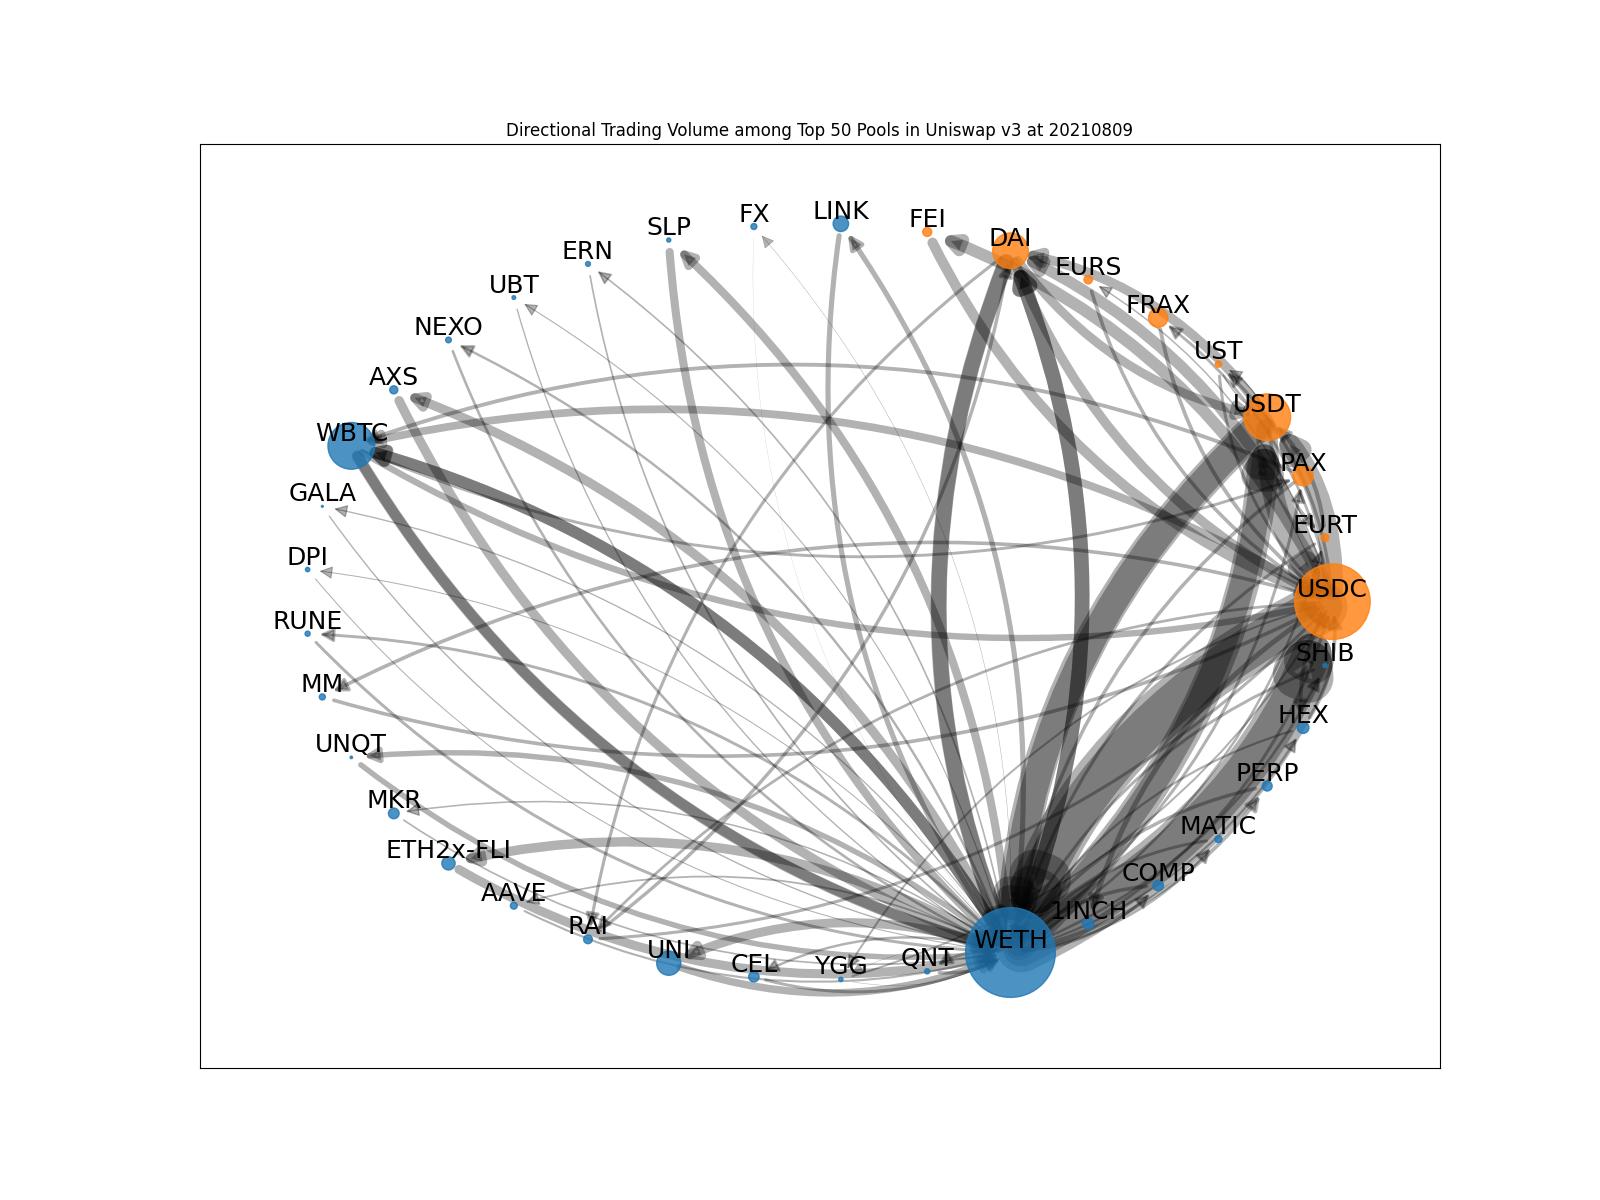 Directional Trading Volume among Top 50 Pools in Uniswap v3 at 20210809
LINK
FX
FEI
SLP
DAI
ERN
EURS
UBT
FRAX
NEXO
UST
AXS
USDT
WBTC
PAX
GALA
EURT
DPI
USDC
RUNE
SHIB
MM
HEX
UNQT
PERP
MKR
MATIC
ETH2x-FLI
COMP
AAVE
1INCH
RAI
WETH
UNI
QNT
CEL
YGG